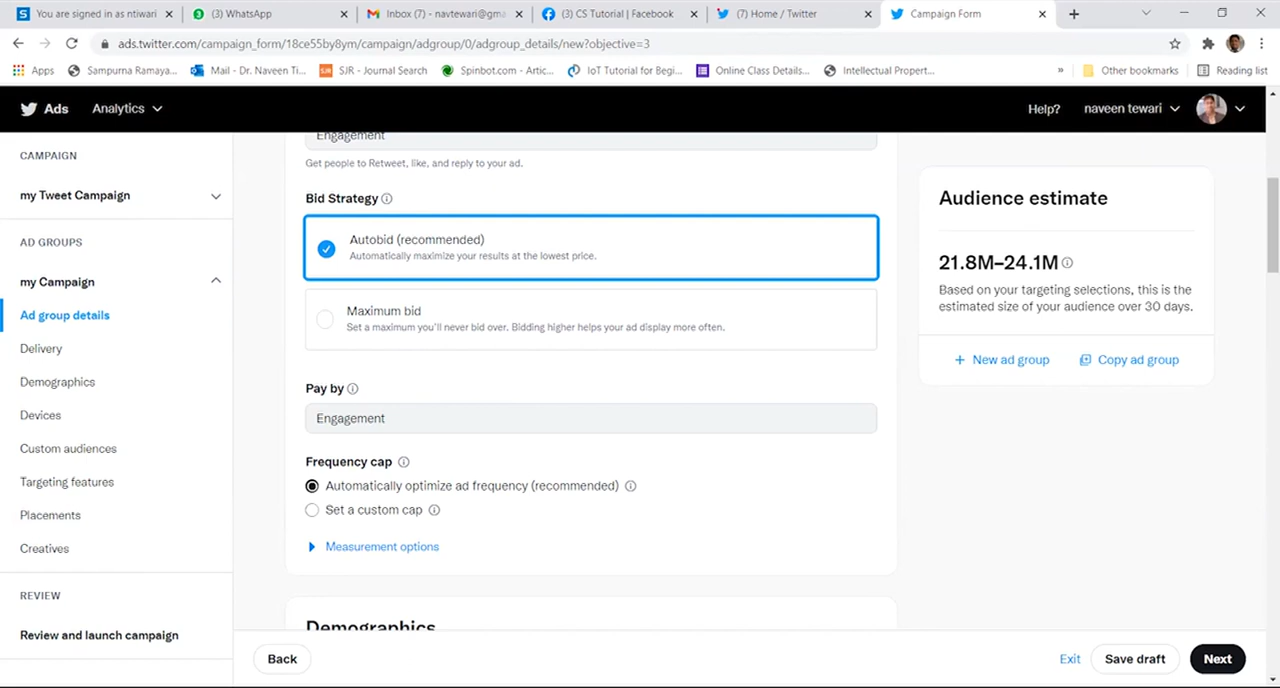 You are signed in as ntiwari
(3) WhatsApp
Inbox (7) - navtewari@gma
(3) CS Tutorial | Facebook
(7) Home / Twitter
Campaign Form
ads.twitter.com/campaign_form/18ce55by8ym/campaign/adgroup/0/adgroup_details/new?objective=3
Apps
Sampurna Ramaya...
Mail - Dr. Naveen Ti...
SJR - Journal Search
Spinbot.com - Artic...
IoT Tutorial for Begi...
Online Class Details...
Intellectual Propert...
»
Other bookmarks
Reading list
Ads
Analytics
Help?
naveen tewari
CAMPAIGN
my Tweet Campaign
AD GROUPS
my Campaign
Ad group details
Delivery
Demographics
Devices
Custom audiences
Targeting features
Placements
Creatives
REVIEW
Review and launch campaign
Engagement
Get people to Retweet, like, and reply to your ad.
Bid Strategy
Autobid (recommended)
Automatically maximize your results at the lowest price.
Maximum bid
Set a maximum you'll never bid over. Bidding higher helps your ad display more often.
Pay by
Engagement
Frequency cap
Automatically optimize ad frequency (recommended)
Set a custom cap
Measurement options
Demographics
Audience estimate
21.8M–24.1M
Based on your targeting selections, this is the
estimated size of your audience over 30 days.
+ New ad group
Copy ad group
Back
Exit
Save draft
Next